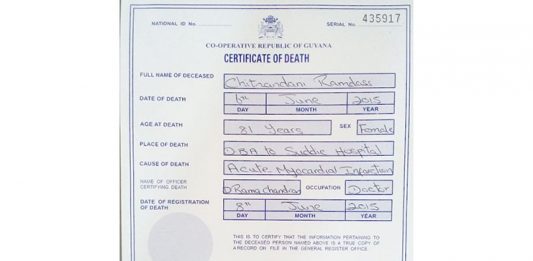 NATIONAL ID No. SERIAL No. 435917
CO-OPERATIVE REPUBLIC OF GUYANA
CERTIFICATE OF DEATH
FULL NAME OF DECEASED Chitrandani Ramdass
DATE OF DEATH 6th June 2015
DAY MONTH YEAR
AGE AT DEATH 81 Years SEX Female
PLACE OF DEATH DBA to Suddie Hospital
CAUSE OF DEATH Acute Myocardial Infarction
NAME OF OFFICER CERTIFYING DEATH D Ramachandran OCCUPATION Doctor
DATE OF REGISTRATION OF DEATH 8th June 2015
DAY MONTH YEAR
THIS IS TO CERTIFY THAT THE INFORMATION PERTAINING TO
THE DECEASED PERSON NAMED ABOVE IS A TRUE COPY OF
A RECORD ON FILE IN THE GENERAL REGISTER OFFICE.